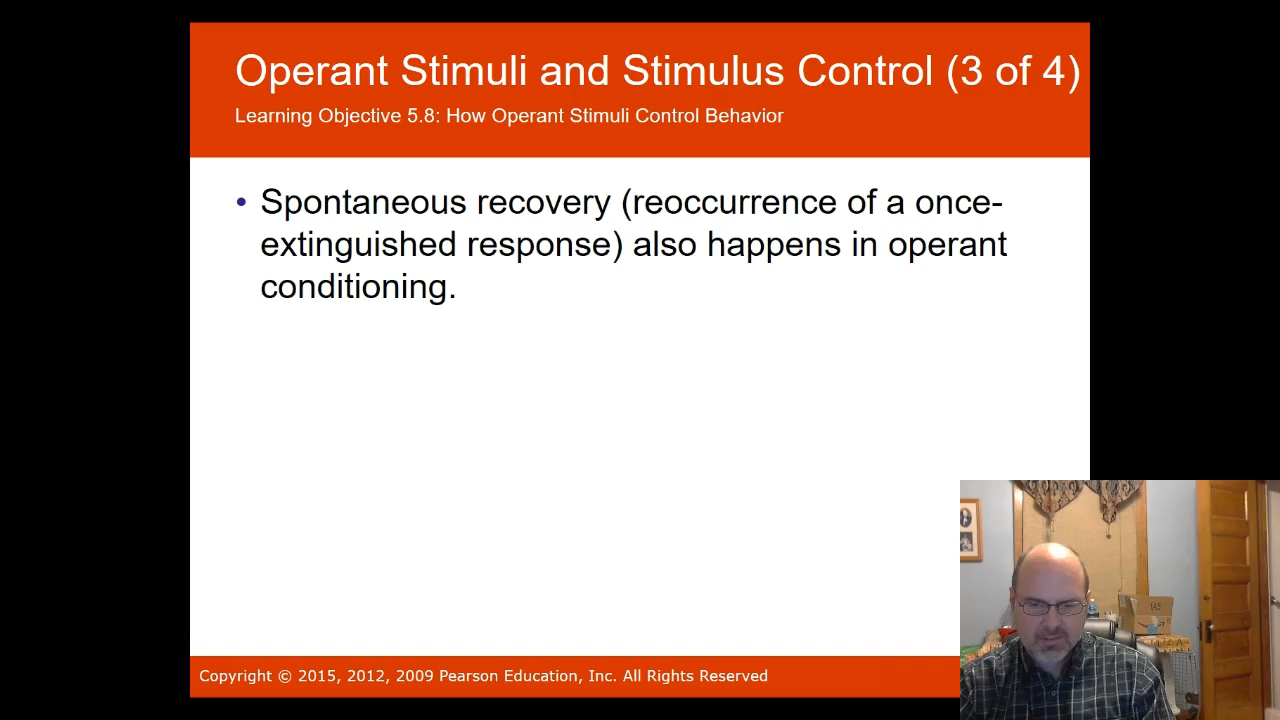 Operant Stimuli and Stimulus Control (3 of 4)
Learning Objective 5.8: How Operant Stimuli Control Behavior
• Spontaneous recovery (reoccurrence of a once-
extinguished response) also happens in operant
conditioning.
Copyright © 2015, 2012, 2009 Pearson Education, Inc. All Rights Reserved